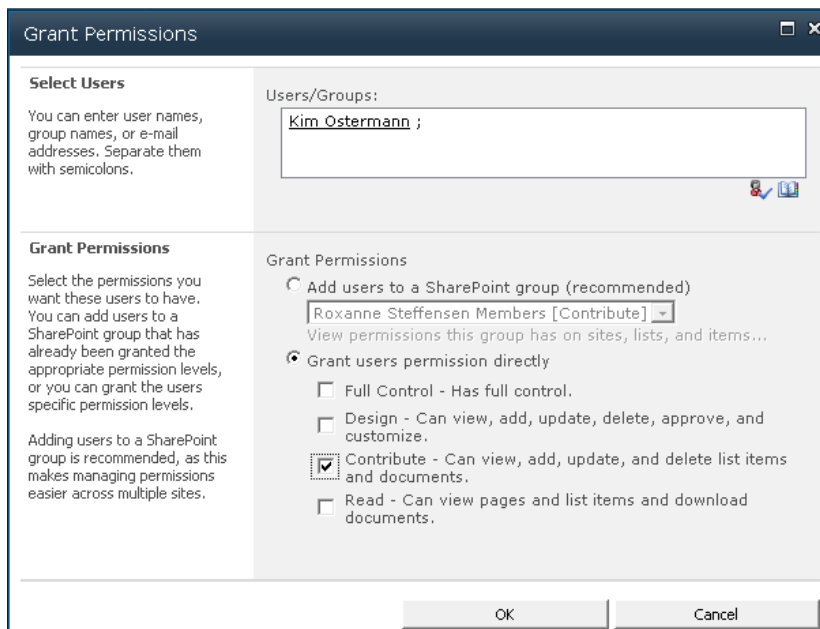 Grant Permissions
Select Users
You can enter user names,
group names, or e-mail
addresses. Separate them
with semicolons.
Users/Groups:
Kim Ostermann ;
Grant Permissions
Select the permissions you
want these users to have.
You can add users to a
SharePoint group that has
already been granted the
appropriate permission levels,
or you can grant the users
specific permission levels.
Adding users to a SharePoint
group is recommended, as this
makes managing permissions
easier across multiple sites.
Grant Permissions
Add users to a SharePoint group (recommended)
Roxanne Steffensen Members [Contribute]
View permissions this group has on sites, lists, and items...
Grant users permission directly
Full Control - Has full control.
Design - Can view, add, update, delete, approve, and
customize.
Contribute - Can view, add, update, and delete list items
and documents.
Read - Can view pages and list items and download
documents.
OK
Cancel